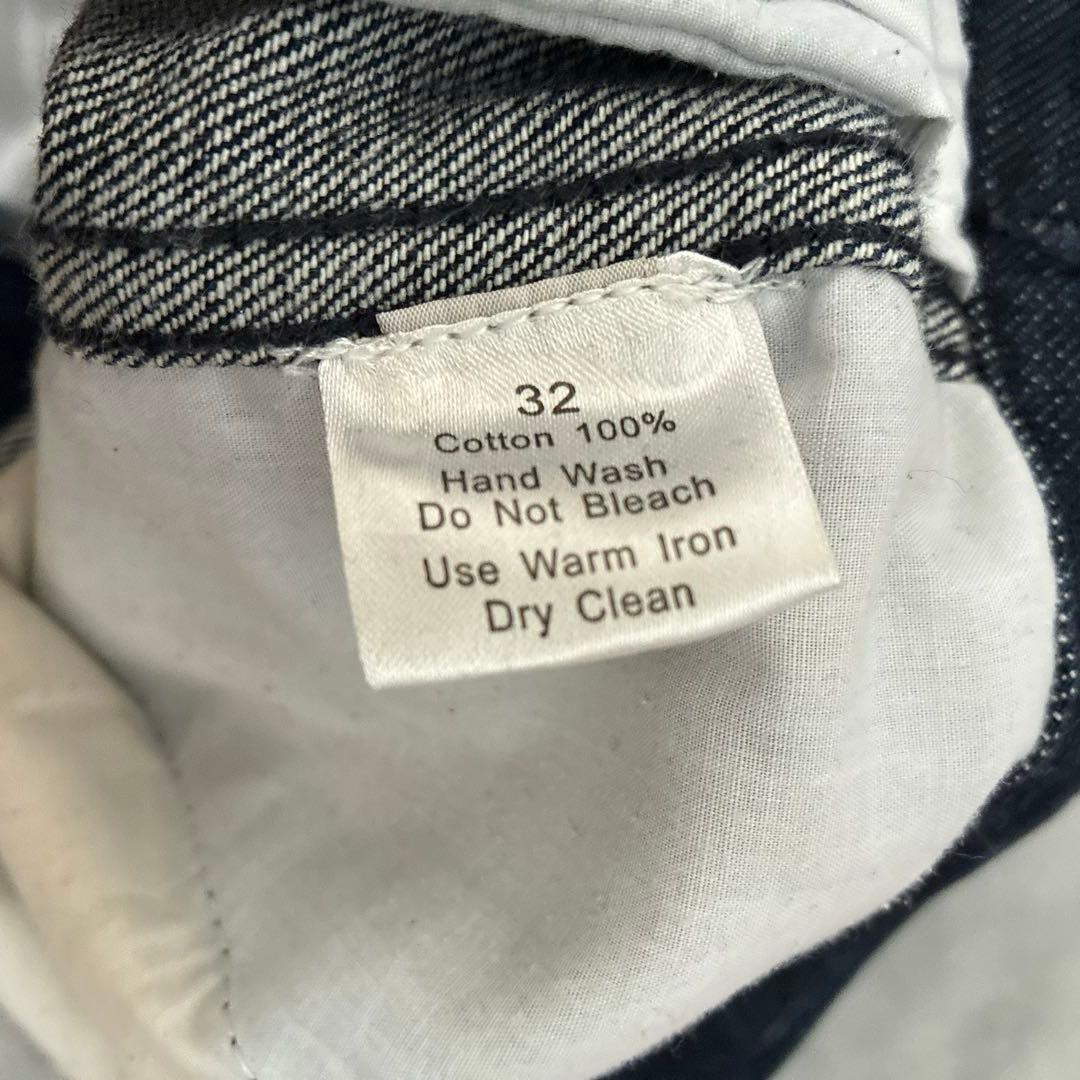 32
Cotton 100%
Hand Wash
Do Not Bleach
Use Warm Iron
Dry Clean